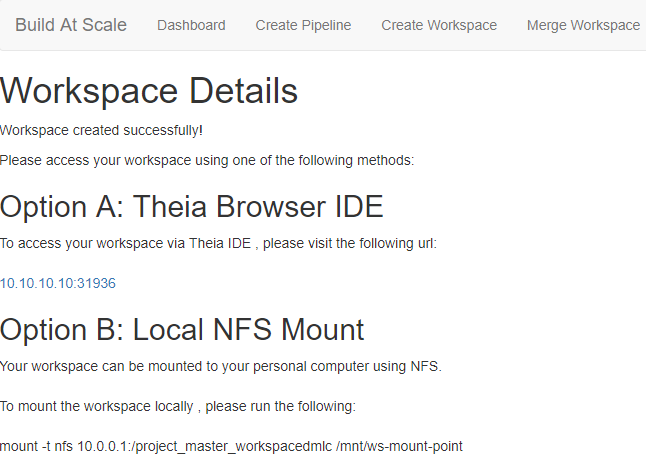 Build At Scale Dashboard Create Pipeline Create Workspace Merge Workspace
Workspace Details
Workspace created successfully!
Please access your workspace using one of the following methods:
Option A: Theia Browser IDE
To access your workspace via Theia IDE , please visit the following url:
10.10.10.10:31936
Option B: Local NFS Mount
Your workspace can be mounted to your personal computer using NFS.
To mount the workspace locally , please run the following:
mount -t nfs 10.0.0.1:/project_master_workspacedmlc /mnt/ws-mount-point